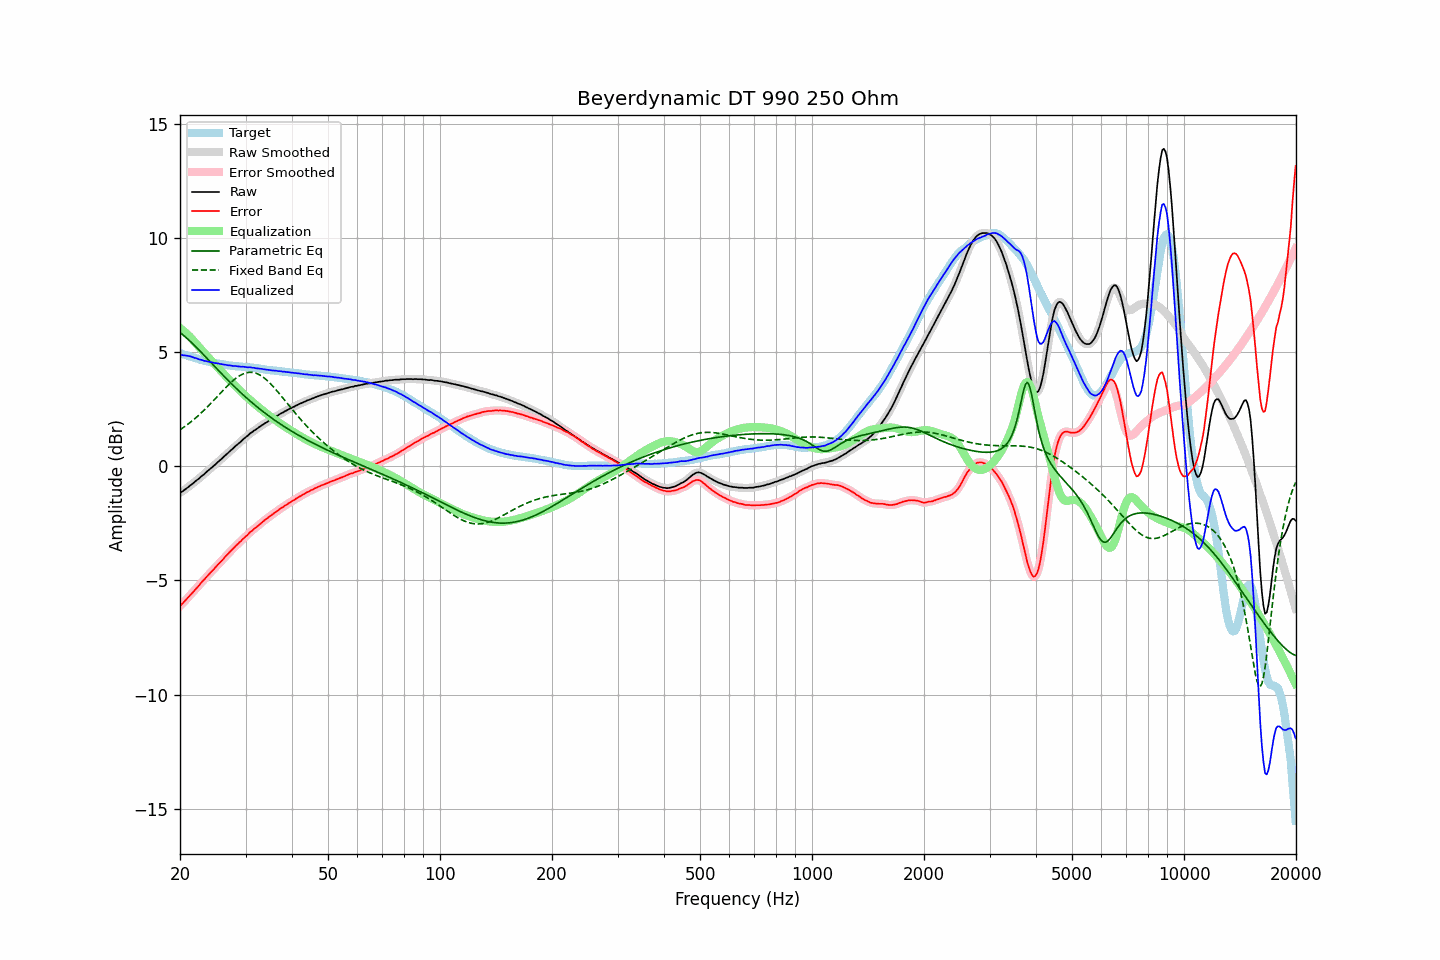 Beyerdynamic DT 990 250 Ohm
Target
Raw Smoothed
Error Smoothed
Raw
Error
Equalization
Parametric Eq
Fixed Band Eq
Equalized
15
10
5
0
−5
−10
−15
Amplitude (dBr)
20 50 100 200 500 1000 2000 5000 10000 20000
Frequency (Hz)